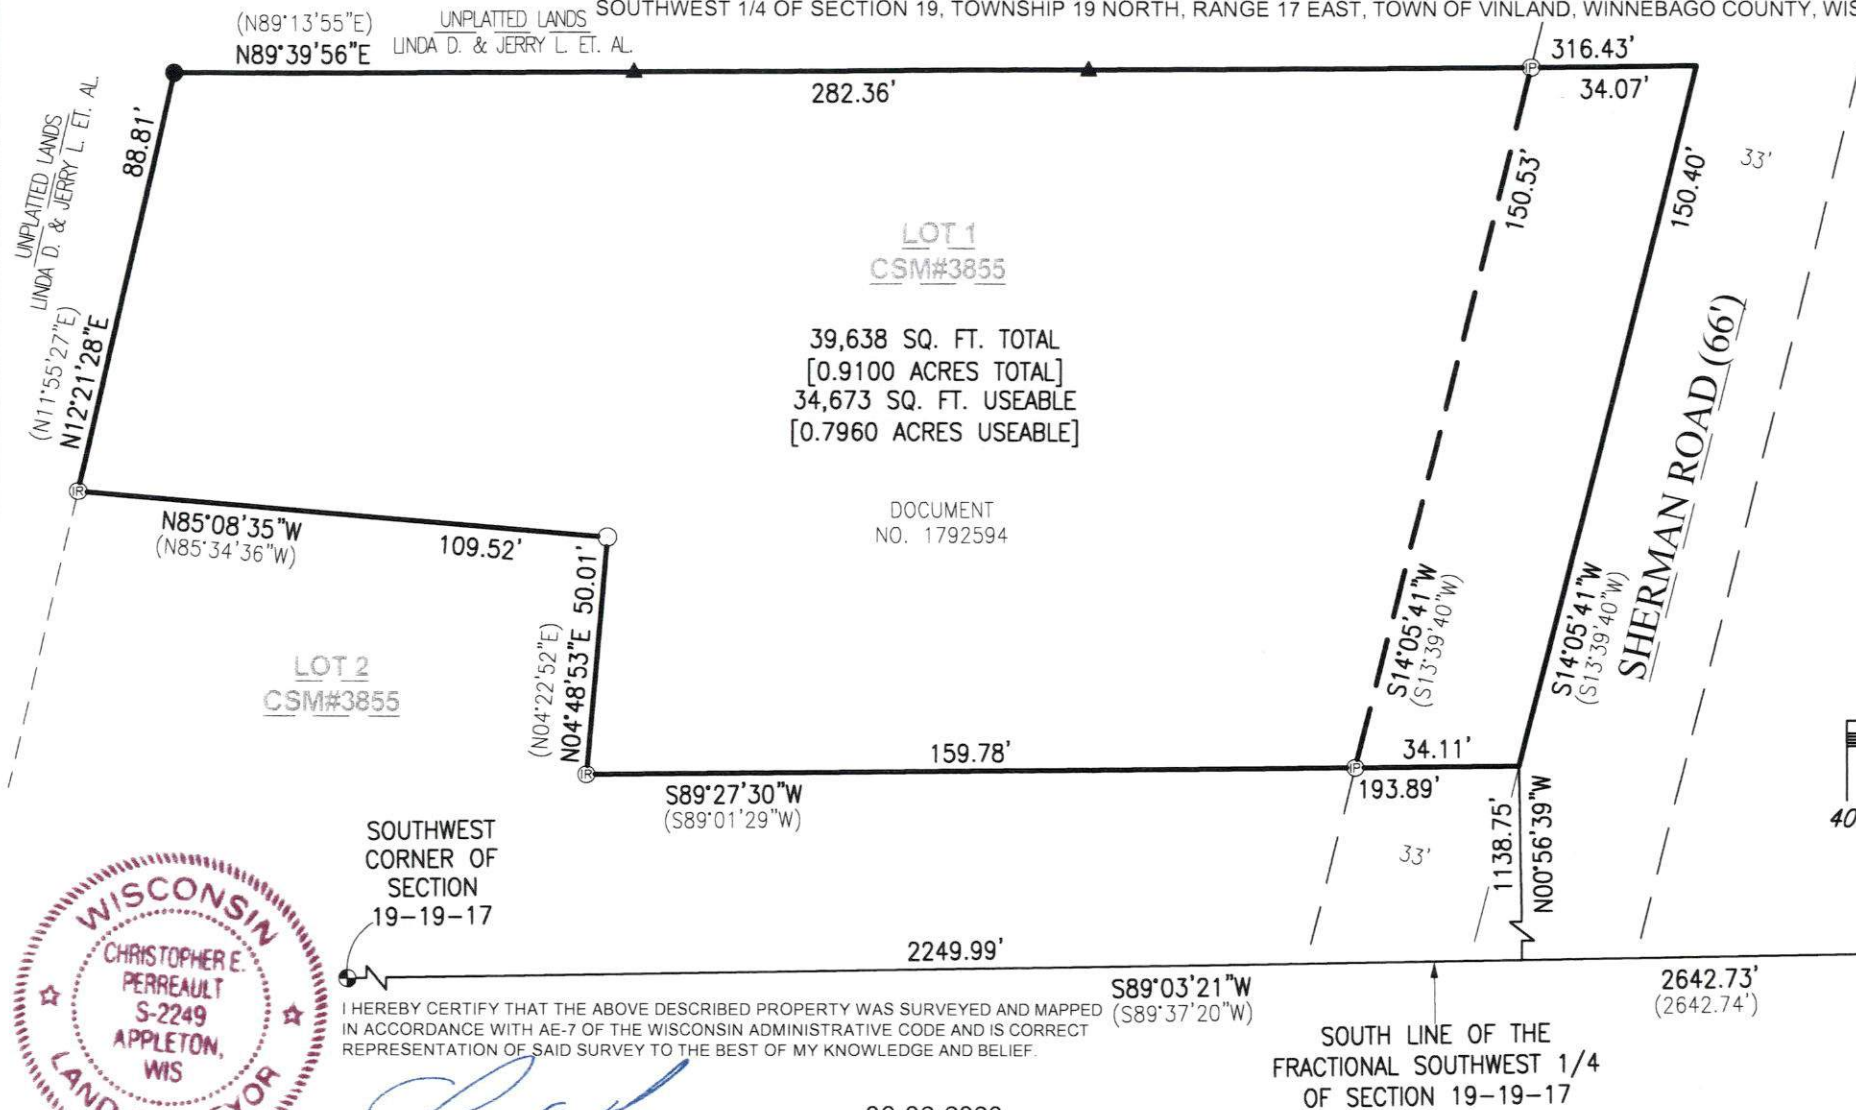 SOUTHWEST 1/4 OF SECTION 19, TOWNSHIP 19 NORTH, RANGE 17 EAST, TOWN OF VINLAND, WINNEBAGO COUNTY, WIS
(N89°13'55"E)
N89°39'56"E
UNPLATTED LANDS
LINDA D. & JERRY L. ET. AL.
282.36'
316.43'
34.07'
UNPLATTED LANDS
LINDA D. & JERRY L. ET. AL.
88.81'
(N11°55'27"E)
N12°21'28"E
150.53'
150.40'
33'
LOT 1
CSM#3855
39,638 SQ. FT. TOTAL
[0.9100 ACRES TOTAL]
34,673 SQ. FT. USEABLE
[0.7960 ACRES USEABLE]
DOCUMENT
NO. 1792594
SHERMAN ROAD (66')
IP
IR
N85°08'35"W
(N85°34'36"W)
109.52'
50.01'
(N04°22'52"E)
N04°48'53"E
S14°05'41"W
(S13°39'40"W)
S14°05'41"W
(S13°39'40"W)
LOT 2
CSM#3855
IR
159.78'
IP
34.11'
193.89'
S89°27'30"W
(S89°01'29"W)
33'
1138.75'
N00°56'39"W
40
SOUTHWEST
CORNER OF
SECTION
19-19-17
2249.99'
S89°03'21"W
(S89°37'20"W)
2642.73'
(2642.74')
SOUTH LINE OF THE
FRACTIONAL SOUTHWEST 1/4
OF SECTION 19-19-17
I HEREBY CERTIFY THAT THE ABOVE DESCRIBED PROPERTY WAS SURVEYED AND MAPPED
IN ACCORDANCE WITH AE-7 OF THE WISCONSIN ADMINISTRATIVE CODE AND IS CORRECT
REPRESENTATION OF SAID SURVEY TO THE BEST OF MY KNOWLEDGE AND BELIEF.
WISCONSIN
CHRISTOPHER E.
PERREAULT
S-2249
APPLETON,
WIS
LAND